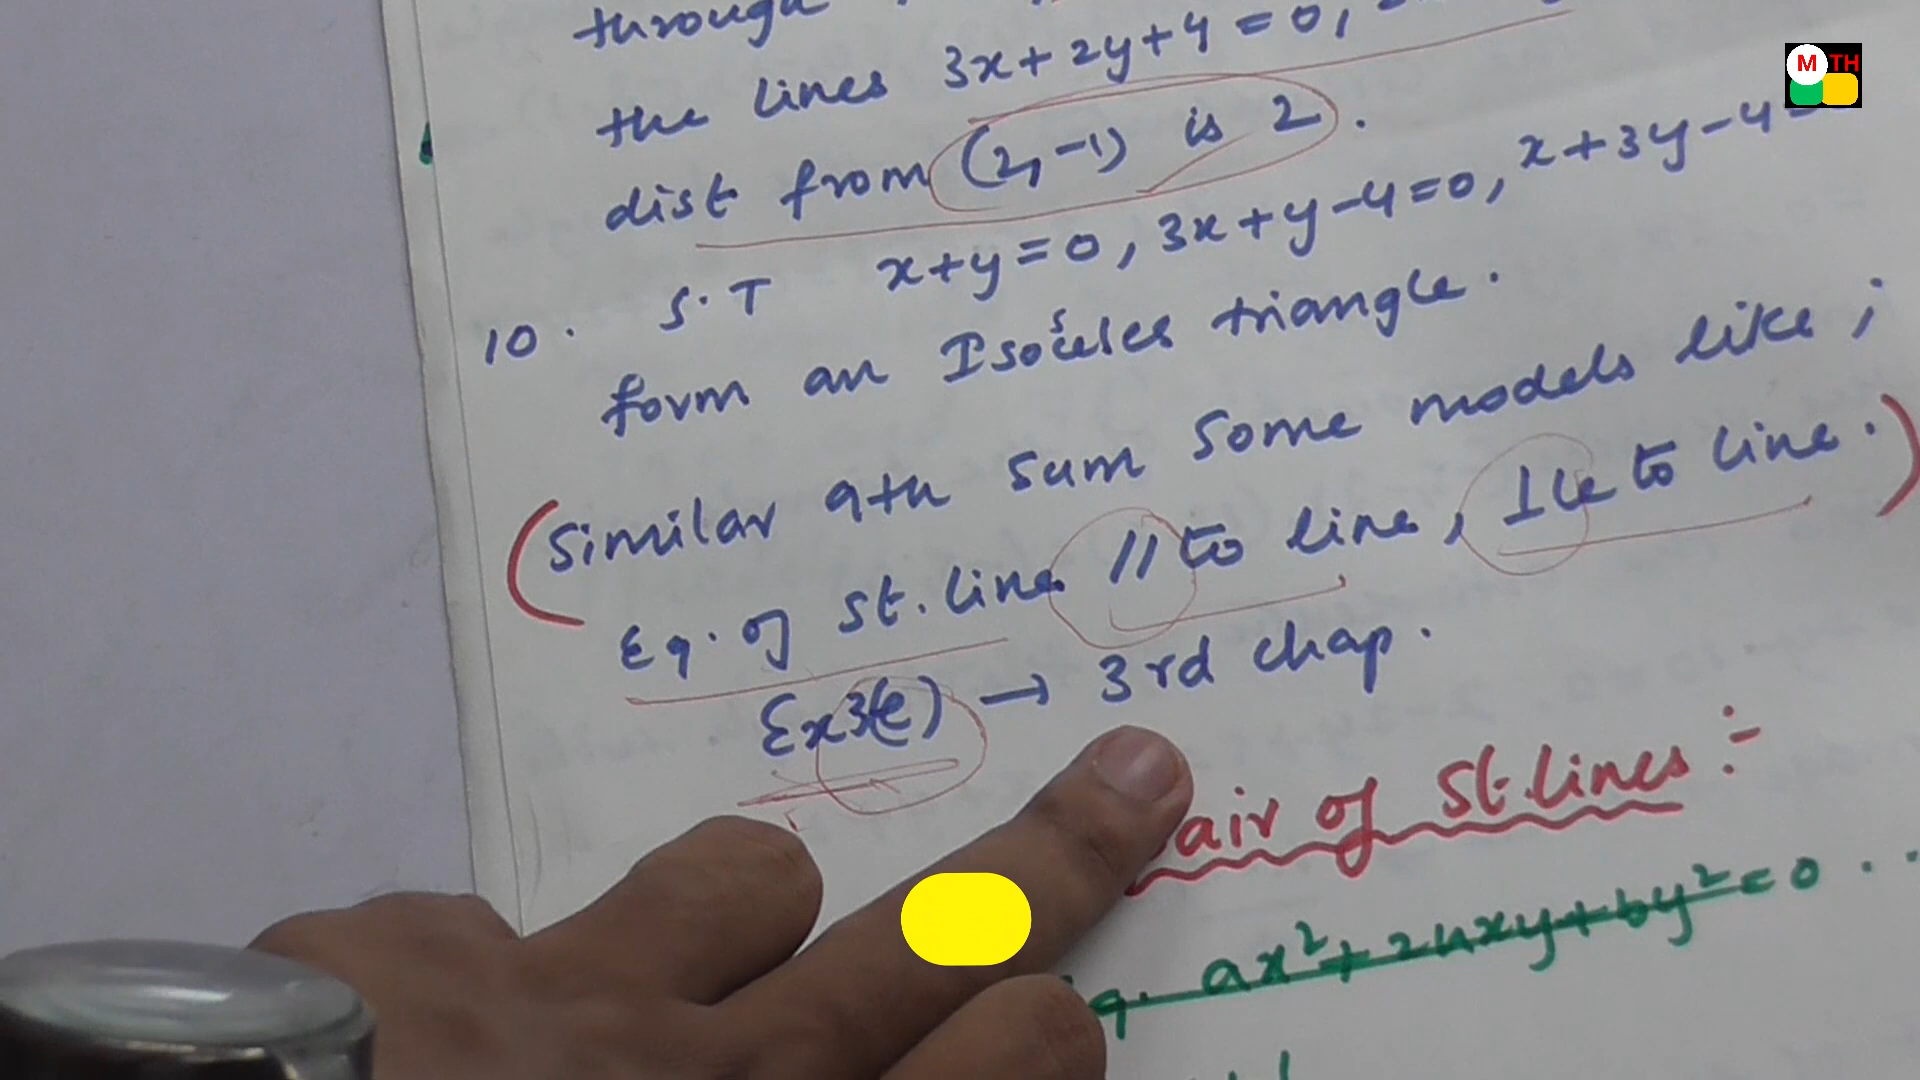 through
the lines 3x+2y+4=0,
dist from (2,-1) is 2.
10. S.T x+y=0, 3x+y-4=0, x+3y-4=
form an Isosceles triangle.
(Similar 9th sum some models like;
Eq. of St. line // to line, ⊥le to line.)
Ex3(e) → 3rd chap.
air of St.lines :-
q. ax²+2hxy+by²=0 ..
M TH